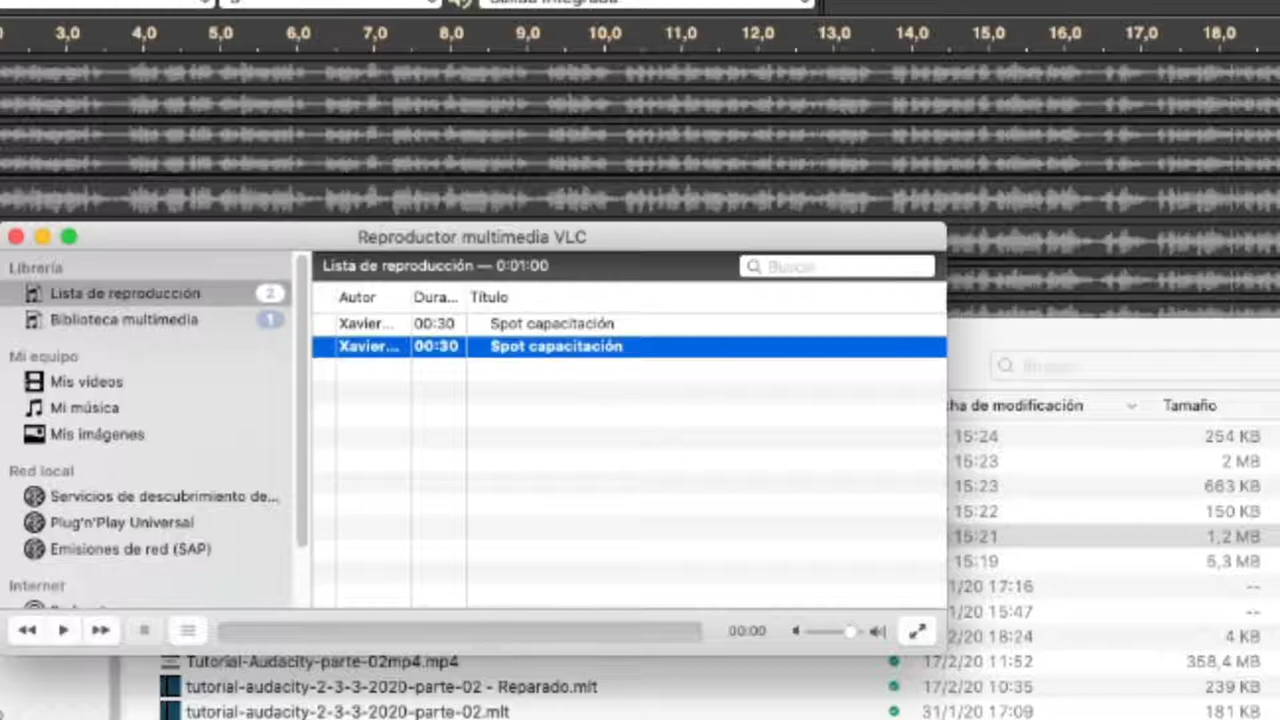 Salida Integrada
3,0 4,0 5,0 6,0 7,0 8,0 9,0 10,0 11,0 12,0 13,0 14,0 15,0 16,0 17,0 18,0
Reproductor multimedia VLC
Librería
Lista de reproducción 2
Biblioteca multimedia 1
Mi equipo
Mis videos
Mi música
Mis imágenes
Red local
Servicios de descubrimiento de...
Plug'n'Play Universal
Emisiones de red (SAP)
Internet
Lista de reproducción — 0:01:00
Buscar
Autor Dura... Título
Xavier... 00:30 Spot capacitación
Xavier... 00:30 Spot capacitación
00:00
Buscar
ha de modificación Tamaño
15:24 254 KB
15:23 2 MB
15:23 663 KB
15:22 150 KB
15:21 1,2 MB
15:19 5,3 MB
1/20 17:16 --
1/20 15:47 --
2/20 18:24 4 KB
Tutorial-Audacity-parte-02mp4.mp4 17/2/20 11:52 358,4 MB
tutorial-audacity-2-3-3-2020-parte-02 - Reparado.mlt 17/2/20 10:35 239 KB
tutorial-audacity-2-3-3-2020-parte-02.mlt 31/1/20 17:09 181 KB